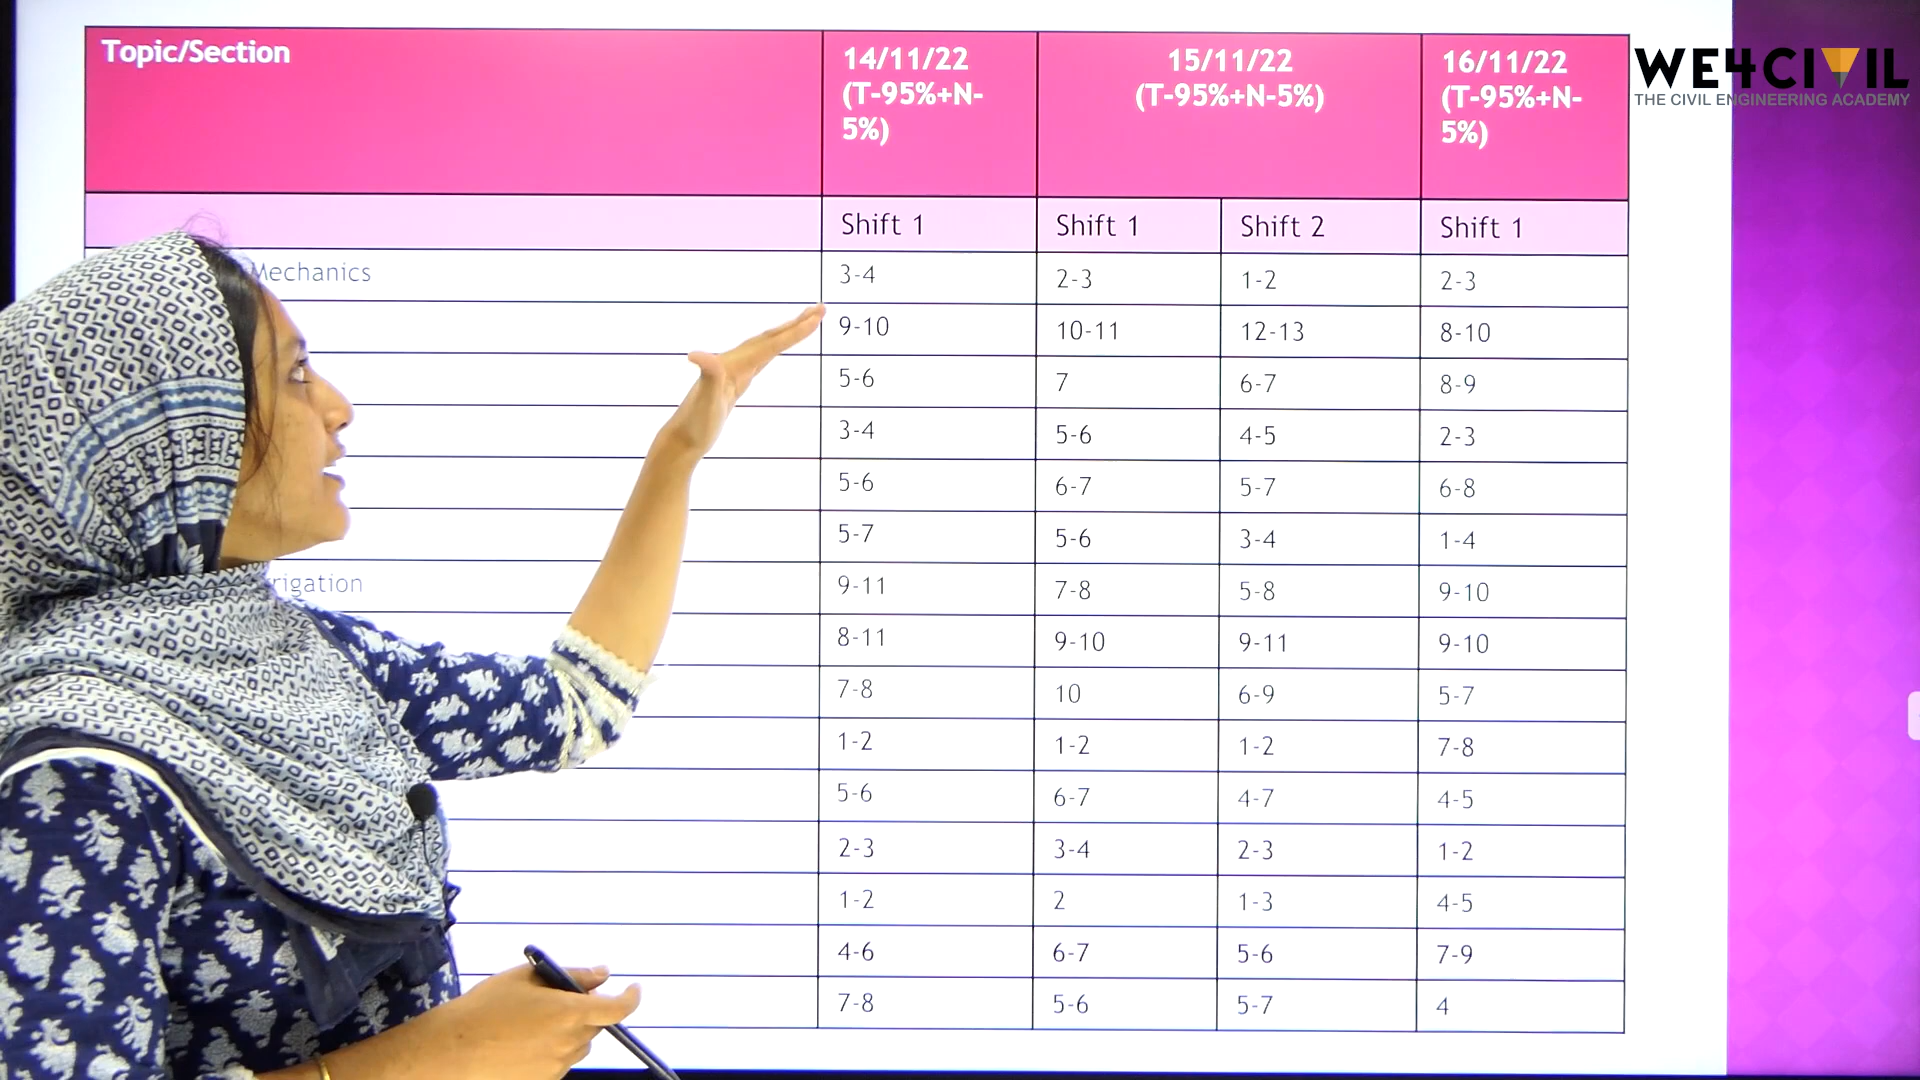 Topic/Section
14/11/22
(T-95%+N-
5%)
15/11/22
(T-95%+N-5%)
16/11/22
(T-95%+N-
5%)
WE4CIVIL
THE CIVIL ENGINEERING ACADEMY
Shift 1 Shift 1 Shift 2 Shift 1
Mechanics 3-4 2-3 1-2 2-3
9-10 10-11 12-13 8-10
5-6 7 6-7 8-9
3-4 5-6 4-5 2-3
5-6 6-7 5-7 6-8
5-7 5-6 3-4 1-4
rigation 9-11 7-8 5-8 9-10
8-11 9-10 9-11 9-10
7-8 10 6-9 5-7
1-2 1-2 1-2 7-8
5-6 6-7 4-7 4-5
2-3 3-4 2-3 1-2
1-2 2 1-3 4-5
4-6 6-7 5-6 7-9
7-8 5-6 5-7 4